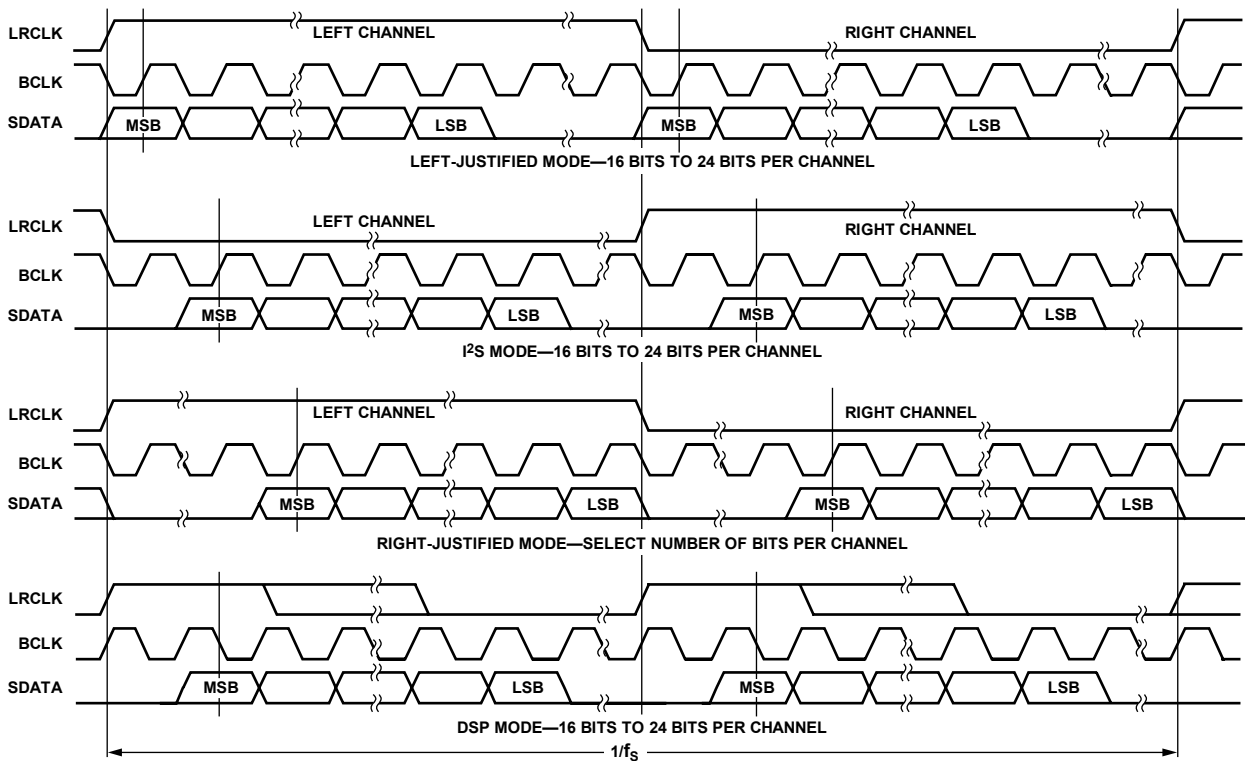 LRCLK LEFT CHANNEL RIGHT CHANNEL
BCLK
SDATA MSB LSB MSB LSB
LEFT-JUSTIFIED MODE—16 BITS TO 24 BITS PER CHANNEL
LRCLK LEFT CHANNEL RIGHT CHANNEL
BCLK
SDATA MSB LSB MSB LSB
I²S MODE—16 BITS TO 24 BITS PER CHANNEL
LRCLK LEFT CHANNEL RIGHT CHANNEL
BCLK
SDATA MSB LSB MSB LSB
RIGHT-JUSTIFIED MODE—SELECT NUMBER OF BITS PER CHANNEL
LRCLK
BCLK
SDATA MSB LSB MSB LSB
DSP MODE—16 BITS TO 24 BITS PER CHANNEL
1/fS